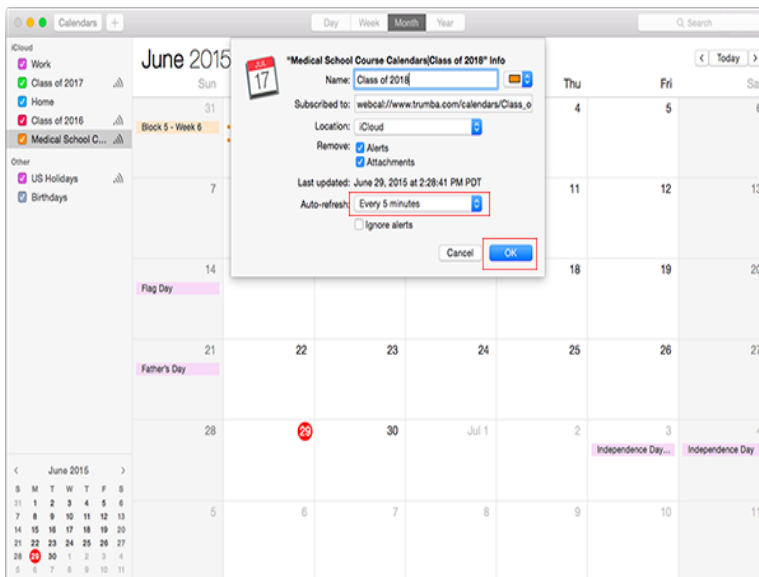 Calendars +
Day Week Month Year
Search
iCloud
Work
Class of 2017
Home
Class of 2016
Medical School C...
Other
US Holidays
Birthdays
June 2015
< Today >
Sun Thu Fri Sa
JUL
17
"Medical School Course Calendars|Class of 2018" Info
Name: Class of 2018
Subscribed to: webcal://www.trumba.com/calendars/Class_o
Location: iCloud
Remove: Alerts
Attachments
Last updated: June 29, 2015 at 2:28:41 PM PDT
Auto-refresh: Every 5 minutes
Ignore alerts
Cancel OK
31 4 5 6
Block 5 - Week 6
7 11 12 13
14 18 19 20
Flag Day
21 22 23 24 25 26 27
Father's Day
28 29 30 Jul 1 2 3 4
Independence Day... Independence Day
5 6 7 8 9 10 11
< June 2015 >
S M T W T F S
31 1 2 3 4 5 6
7 8 9 10 11 12 13
14 15 16 17 18 19 20
21 22 23 24 25 26 27
28 29 30 1 2 3 4
5 6 7 8 9 10 11